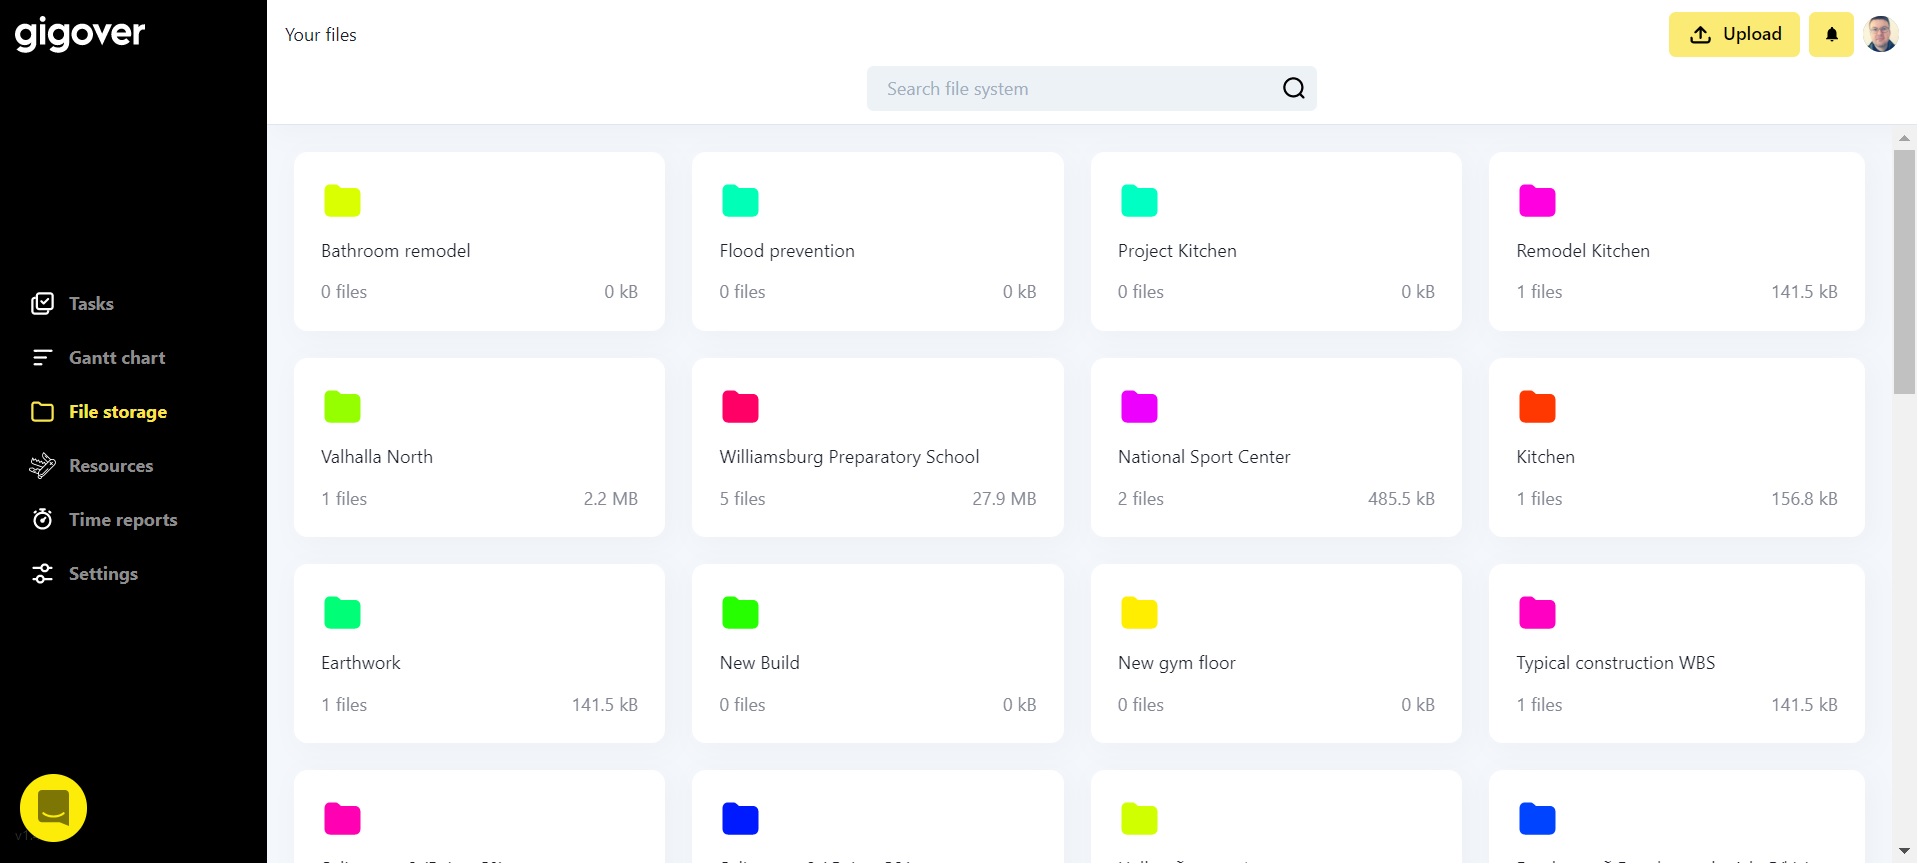 gigover
Your files
Upload
Search file system
Tasks
Gantt chart
File storage
Resources
Time reports
Settings
Bathroom remodel
0 files 0 kB
Flood prevention
0 files 0 kB
Project Kitchen
0 files 0 kB
Remodel Kitchen
1 files 141.5 kB
Valhalla North
1 files 2.2 MB
Williamsburg Preparatory School
5 files 27.9 MB
National Sport Center
2 files 485.5 kB
Kitchen
1 files 156.8 kB
Earthwork
1 files 141.5 kB
New Build
0 files 0 kB
New gym floor
0 files 0 kB
Typical construction WBS
1 files 141.5 kB